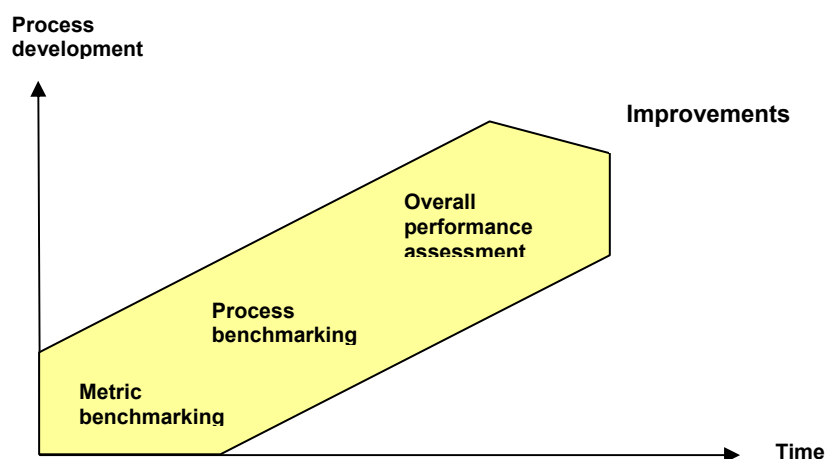 Process
development
Improvements
Overall
performance
assessment
Process
benchmarking
Metric
benchmarking
Time